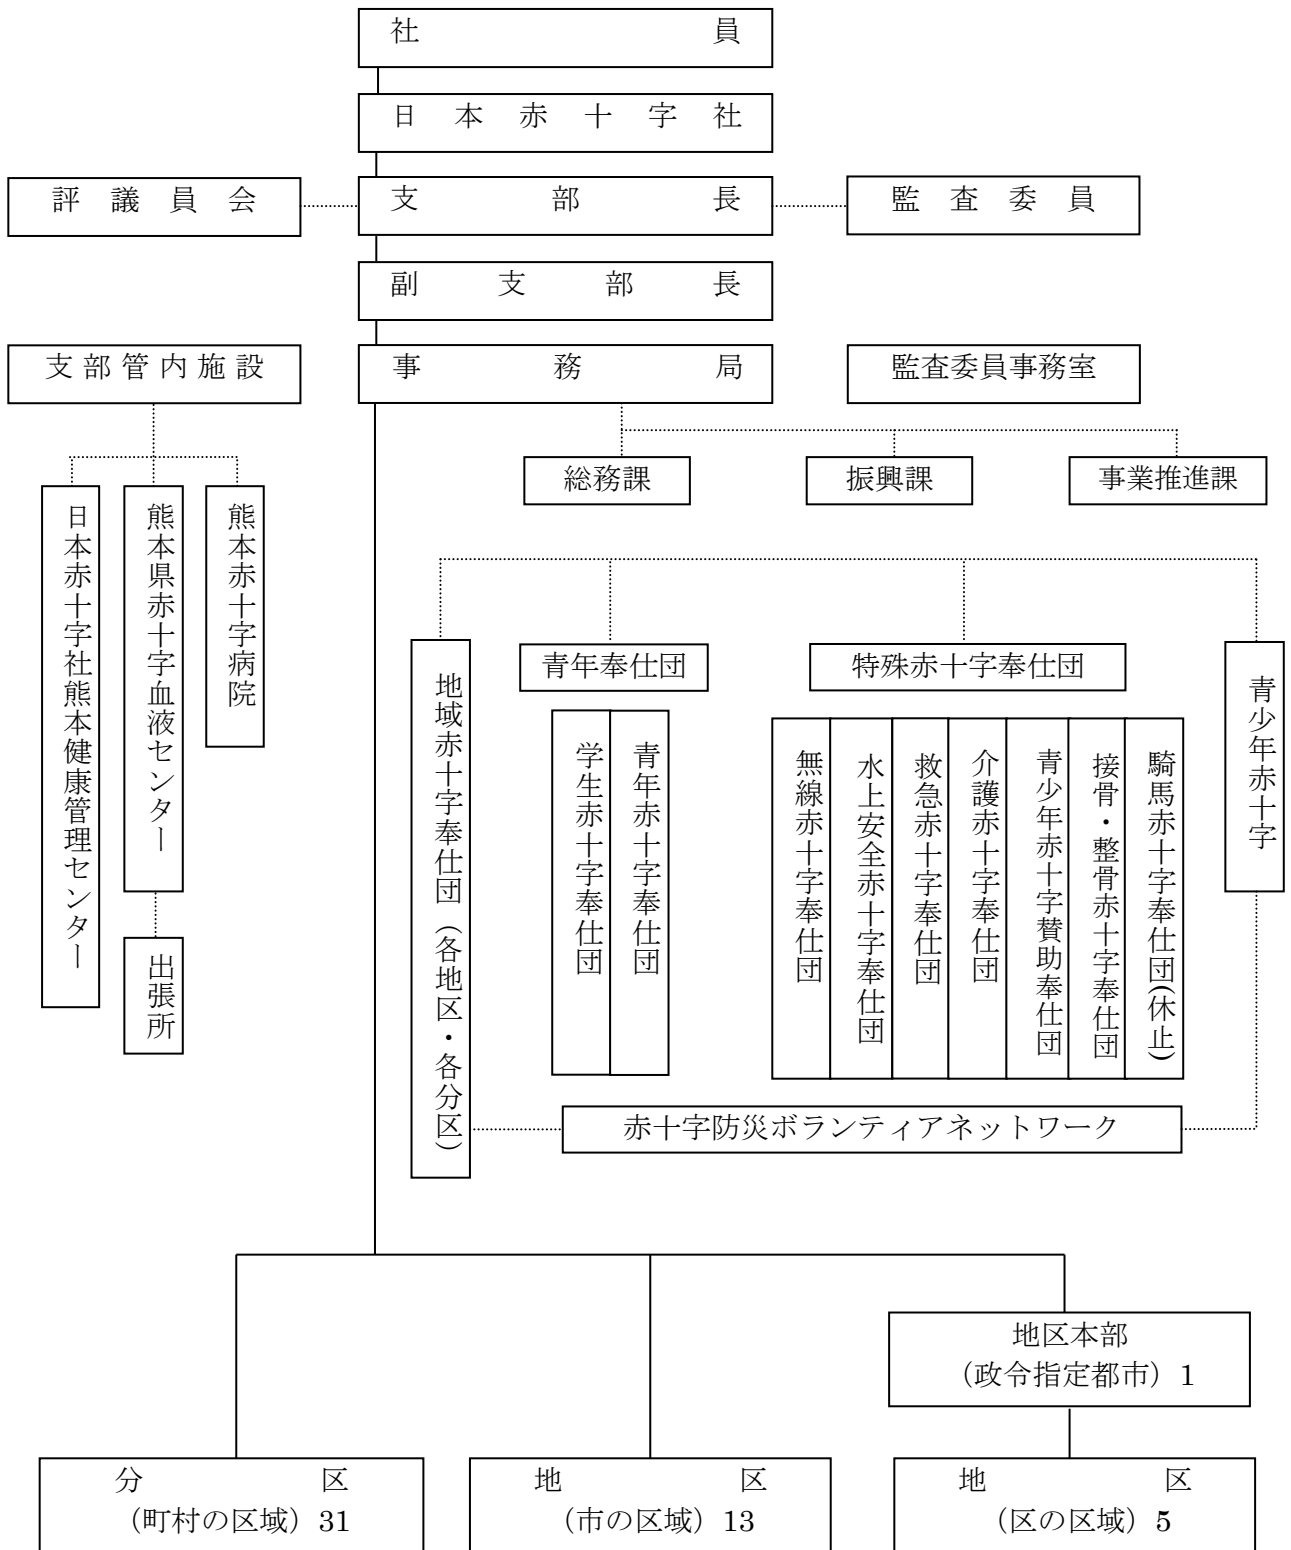 社員
日本赤十字社
評議員会
支部長
監査委員
副支部長
支部管内施設
事務局
監査委員事務室
総務課
振興課
事業推進課
日本赤十字社熊本健康管理センター
熊本県赤十字血液センター
熊本赤十字病院
出張所
地域赤十字奉仕団（各地区・各分区）
青年奉仕団
学生赤十字奉仕団
青年赤十字奉仕団
特殊赤十字奉仕団
無線赤十字奉仕団
水上安全赤十字奉仕団
救急赤十字奉仕団
介護赤十字奉仕団
青少年赤十字賛助奉仕団
接骨・整骨赤十字奉仕団
騎馬赤十字奉仕団(休止)
青少年赤十字
赤十字防災ボランティアネットワーク
地区本部
（政令指定都市）1
分区
（町村の区域）31
地区
（市の区域）13
地区
（区の区域）5